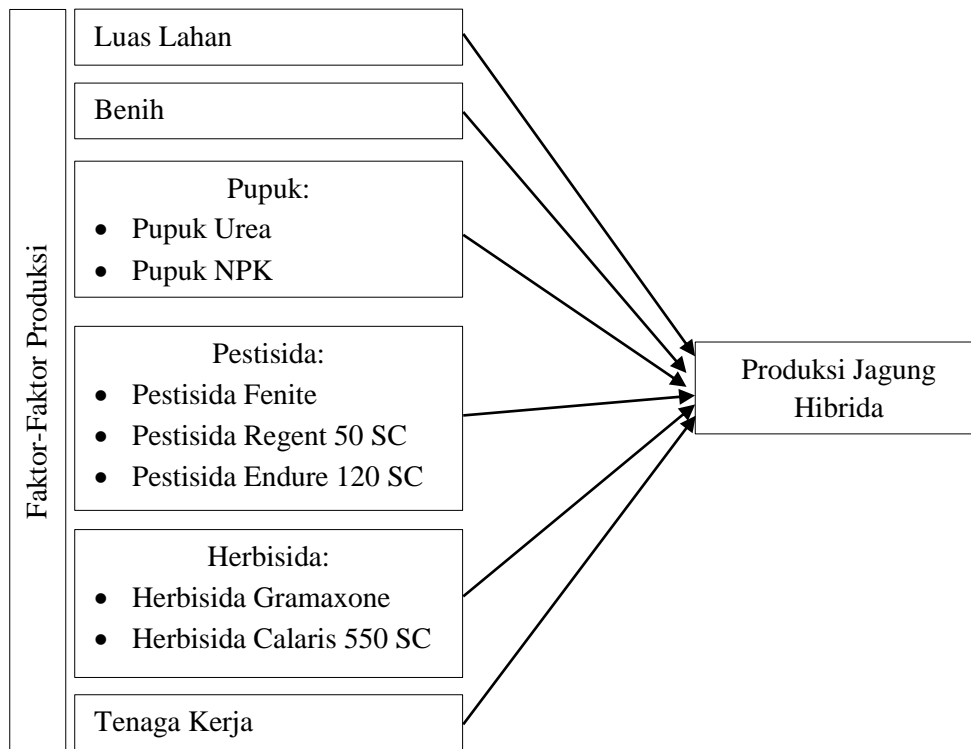 Faktor-Faktor Produksi
Luas Lahan
Benih
Pupuk:
• Pupuk Urea
• Pupuk NPK
Pestisida:
• Pestisida Fenite
• Pestisida Regent 50 SC
• Pestisida Endure 120 SC
Herbisida:
• Herbisida Gramaxone
• Herbisida Calaris 550 SC
Tenaga Kerja
Produksi Jagung
Hibrida